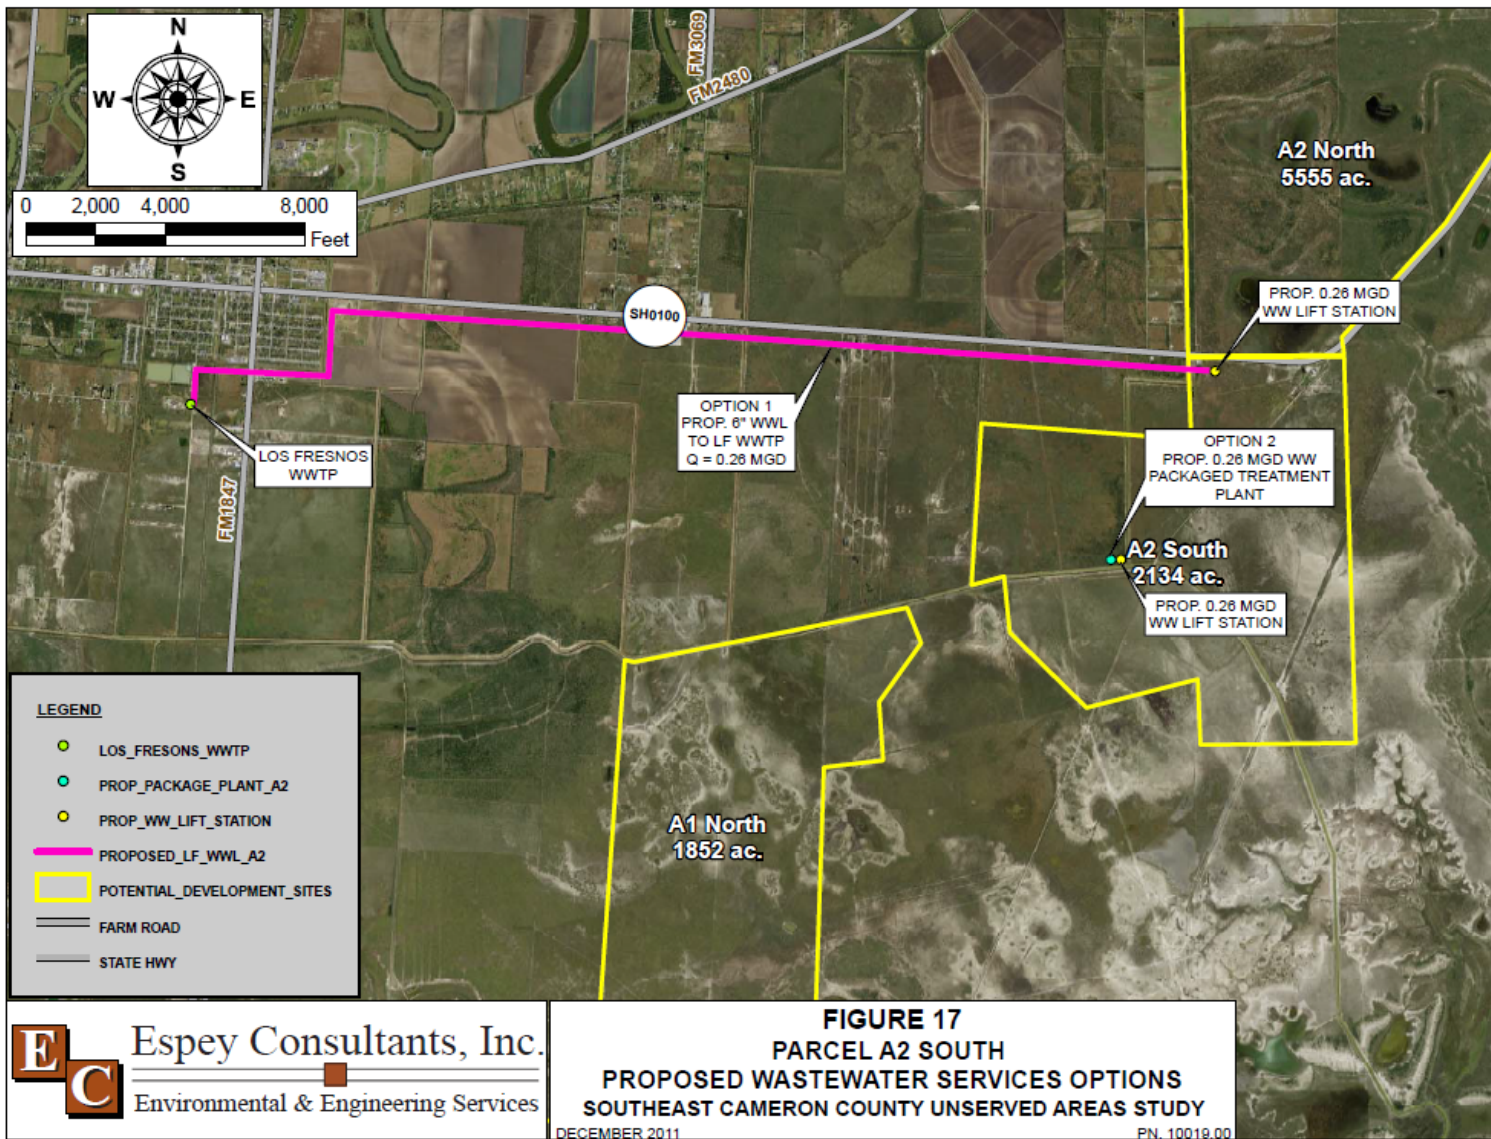 N
W E
S
0 2,000 4,000 8,000
Feet
FM3069
FM2480
A2 North
5555 ac.
PROP. 0.26 MGD
WW LIFT STATION
SH0100
OPTION 1
PROP. 6" WWL
TO LF WWTP
Q = 0.26 MGD
LOS FRESNOS
WWTP
FM1847
OPTION 2
PROP. 0.26 MGD WW
PACKAGED TREATMENT
PLANT
A2 South
2134 ac.
PROP. 0.26 MGD
WW LIFT STATION
A1 North
1852 ac.
LEGEND
LOS_FRESONS_WWTP
PROP_PACKAGE_PLANT_A2
PROP_WW_LIFT_STATION
PROPOSED_LF_WWL_A2
POTENTIAL_DEVELOPMENT_SITES
FARM ROAD
STATE HWY
EC
Espey Consultants, Inc.
Environmental & Engineering Services
FIGURE 17
PARCEL A2 SOUTH
PROPOSED WASTEWATER SERVICES OPTIONS
SOUTHEAST CAMERON COUNTY UNSERVED AREAS STUDY
DECEMBER 2011 PN. 10019.00